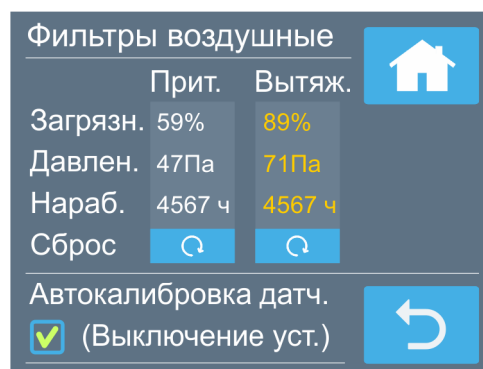 Фильтры воздушные
Прит. Вытяж.
Загрязн. 59% 89%
Давлен. 47Па 71Па
Нараб. 4567 ч 4567 ч
Сброс
Автокалибровка датч.
(Выключение уст.)